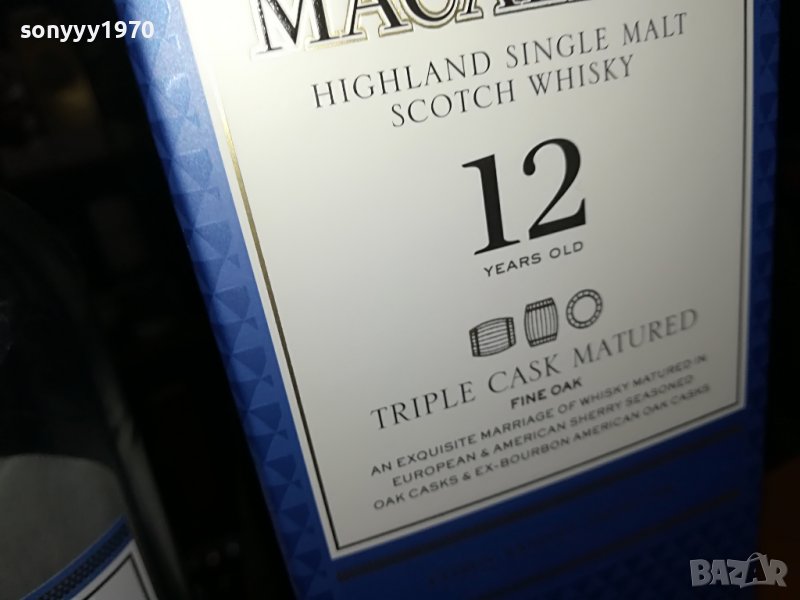 sonyyy1970
HIGHLAND SINGLE MALT
SCOTCH WHISKY
12
YEARS OLD
TRIPLE CASK MATURED
FINE OAK
AN EXQUISITE MARRIAGE OF WHISKY MATURED IN
EUROPEAN & AMERICAN SHERRY SEASONED
OAK CASKS & EX-BOURBON AMERICAN OAK CASKS
BAZAR